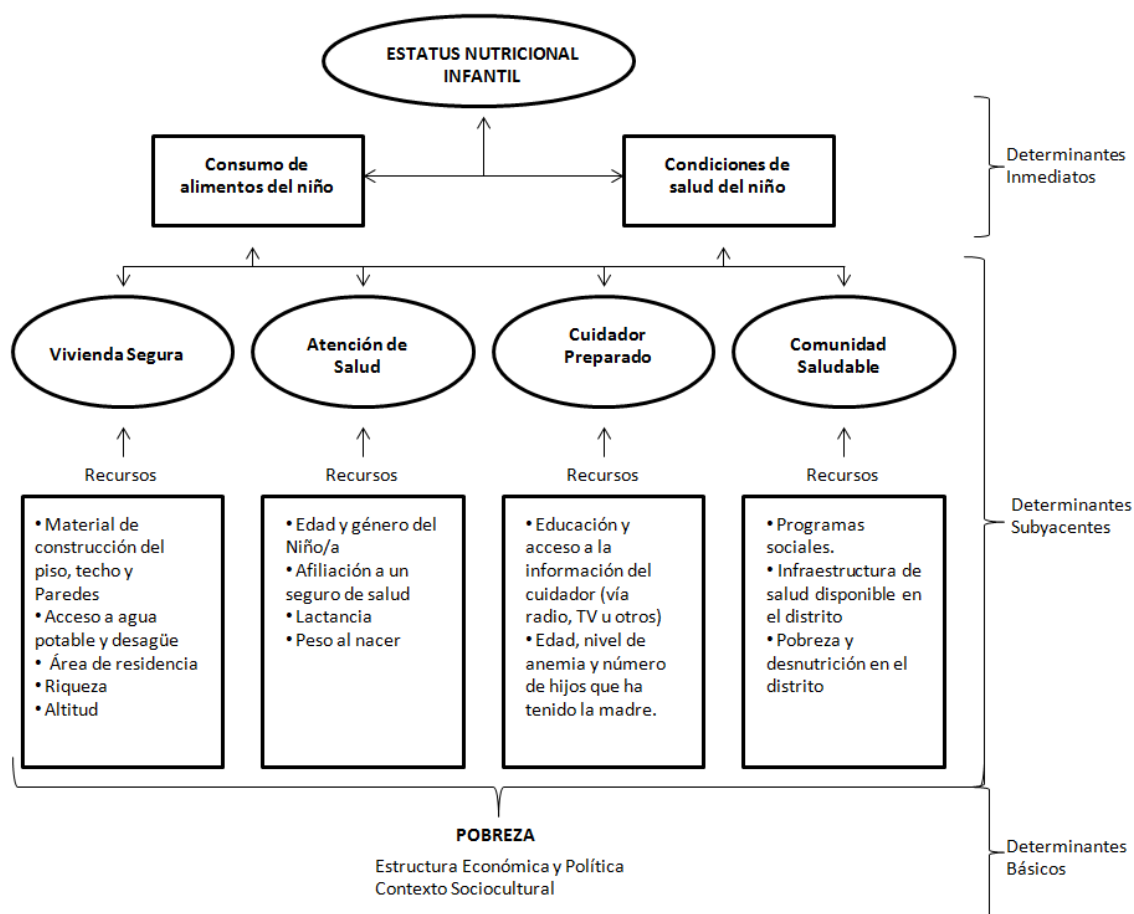 ESTATUS NUTRICIONAL
INFANTIL
Consumo de
alimentos del niño
Condiciones de
salud del niño
Determinantes
Inmediatos
Vivienda Segura
Atención de
Salud
Cuidador
Preparado
Comunidad
Saludable
Recursos
Recursos
Recursos
Recursos
• Material de
construcción del
piso, techo y
Paredes
• Acceso a agua
potable y desagüe
• Área de residencia
• Riqueza
• Altitud
• Edad y género del
Niño/a
• Afiliación a un
seguro de salud
• Lactancia
• Peso al nacer
• Educación y
acceso a la
información del
cuidador (vía
radio, TV u otros)
• Edad, nivel de
anemia y número
de hijos que ha
tenido la madre.
• Programas
sociales.
• Infraestructura de
salud disponible en
el distrito
• Pobreza y
desnutrición en el
distrito
Determinantes
Subyacentes
POBREZA
Estructura Económica y Política
Contexto Sociocultural
Determinantes
Básicos